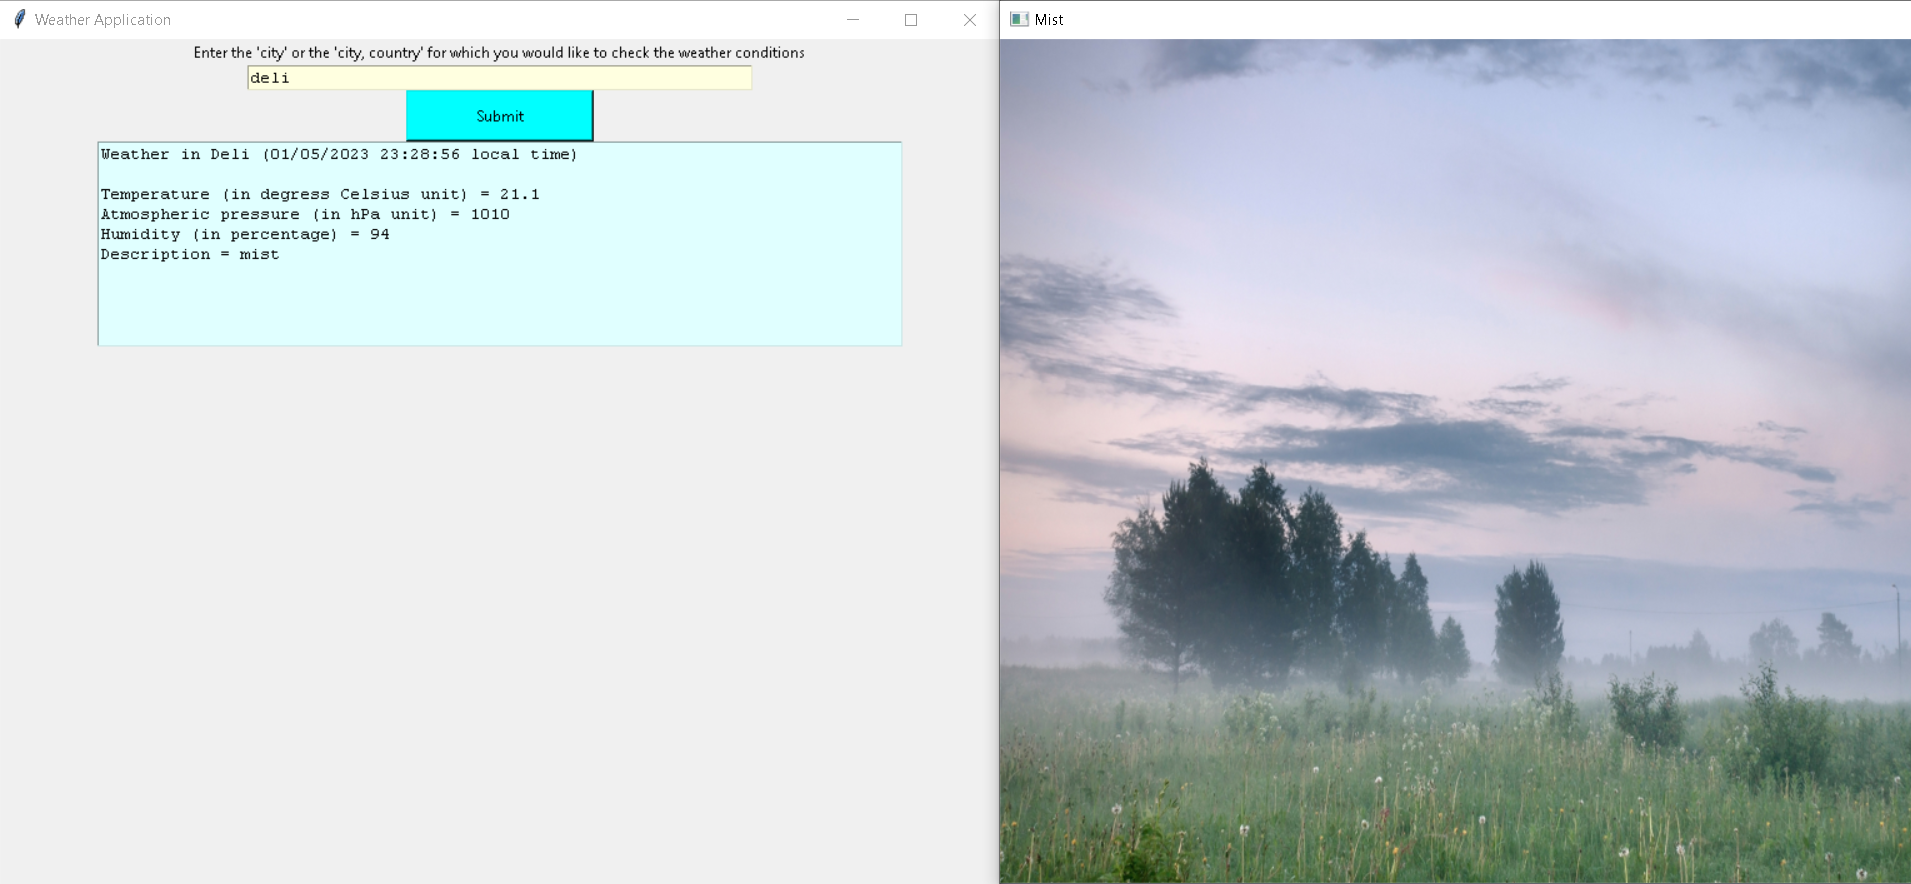 Weather Application
Enter the 'city' or the 'city, country' for which you would like to check the weather conditions
deli
Submit
Weather in Deli (01/05/2023 23:28:56 local time)
Temperature (in degress Celsius unit) = 21.1
Atmospheric pressure (in hPa unit) = 1010
Humidity (in percentage) = 94
Description = mist
Mist